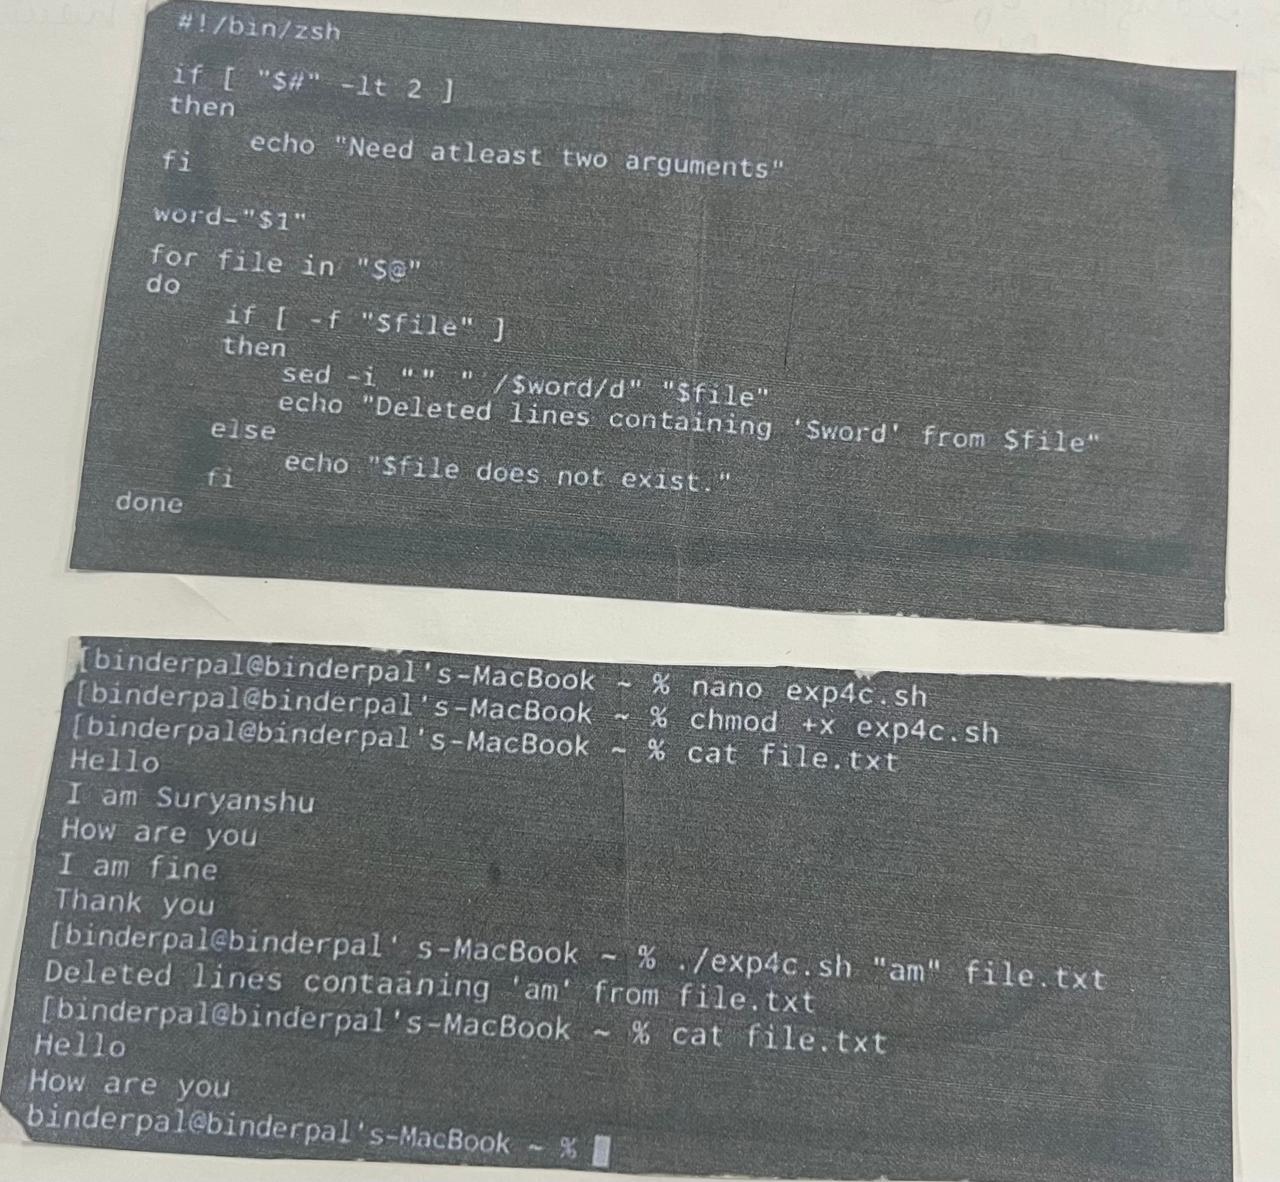 #!/bin/zsh
if [ "$#" -lt 2 ]
then
echo "Need atleast two arguments"
fi
word="$1"
for file in "$@"
do
if [ -f "$file" ]
then
sed -i "" " /$word/d" "$file"
echo "Deleted lines containing '$word' from $file"
else
echo "$file does not exist."
fi
done
[binderpal@binderpal's-MacBook ~ % nano exp4c.sh
[binderpal@binderpal's-MacBook ~ % chmod +x exp4c.sh
[binderpal@binderpal's-MacBook ~ % cat file.txt
Hello
I am Suryanshu
How are you
I am fine
Thank you
[binderpal@binderpal' s-MacBook ~ % ./exp4c.sh "am" file.txt
Deleted lines contaaning 'am' from file.txt
[binderpal@binderpal's-MacBook ~ % cat file.txt
Hello
How are you
binderpal@binderpal's-MacBook ~ %